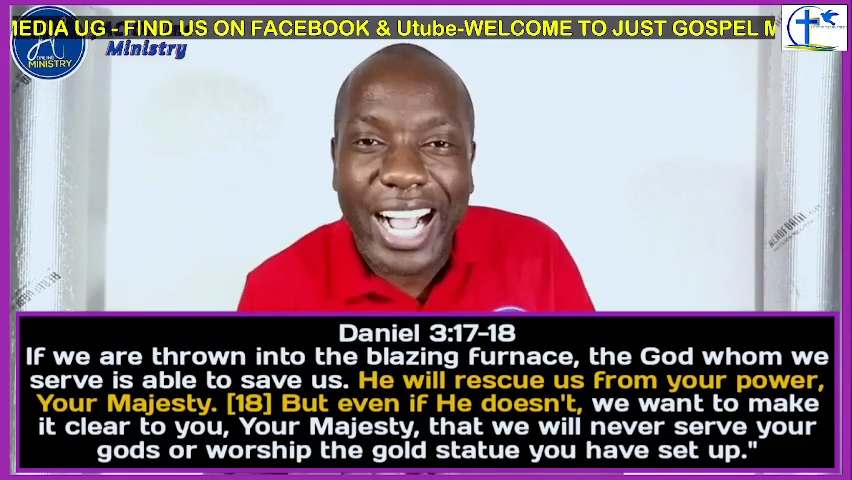 MEDIA UG - FIND US ON FACEBOOK & Utube-WELCOME TO JUST GOSPEL M
ONLINE
MINISTRY
Ministry
Daniel 3:17-18
If we are thrown into the blazing furnace, the God whom we
serve is able to save us. He will rescue us from your power,
Your Majesty. [18] But even if He doesn't, we want to make
it clear to you, Your Majesty, that we will never serve your
gods or worship the gold statue you have set up."